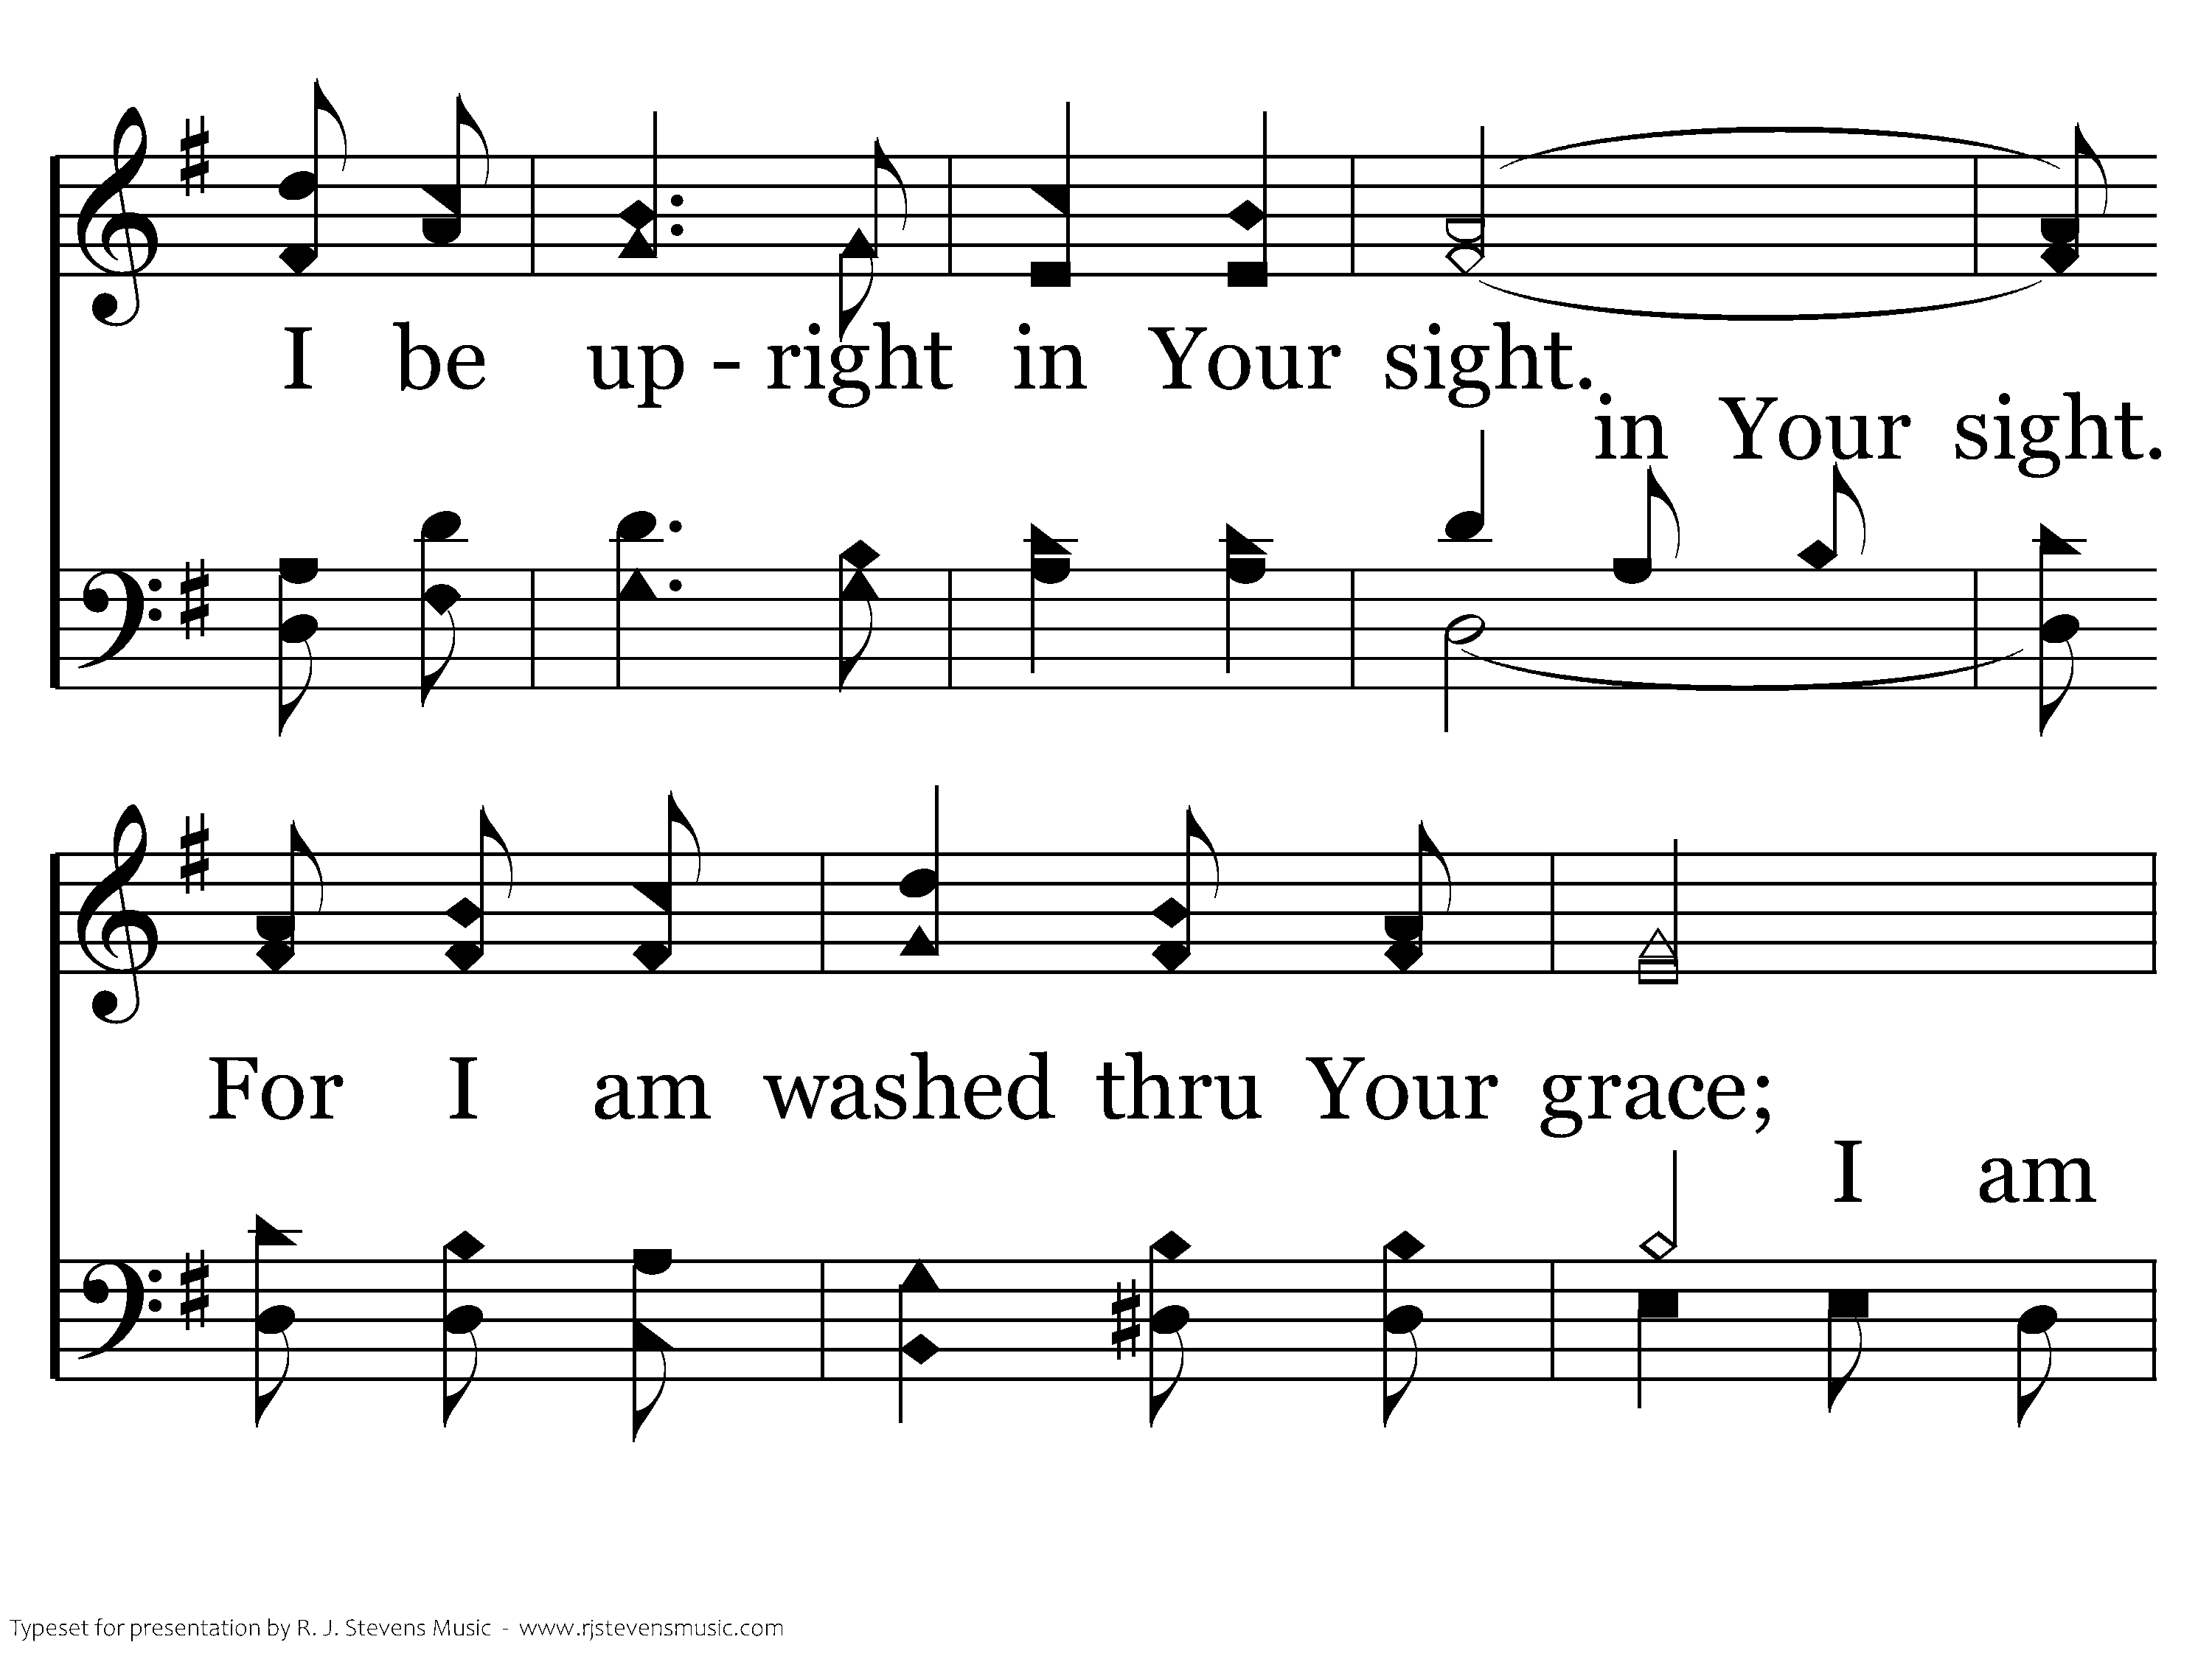 I be up - right in Your sight.
in Your sight.
For I am washed thru Your grace;
I am
Typeset for presentation by R. J. Stevens Music - www.rjstevensmusic.com